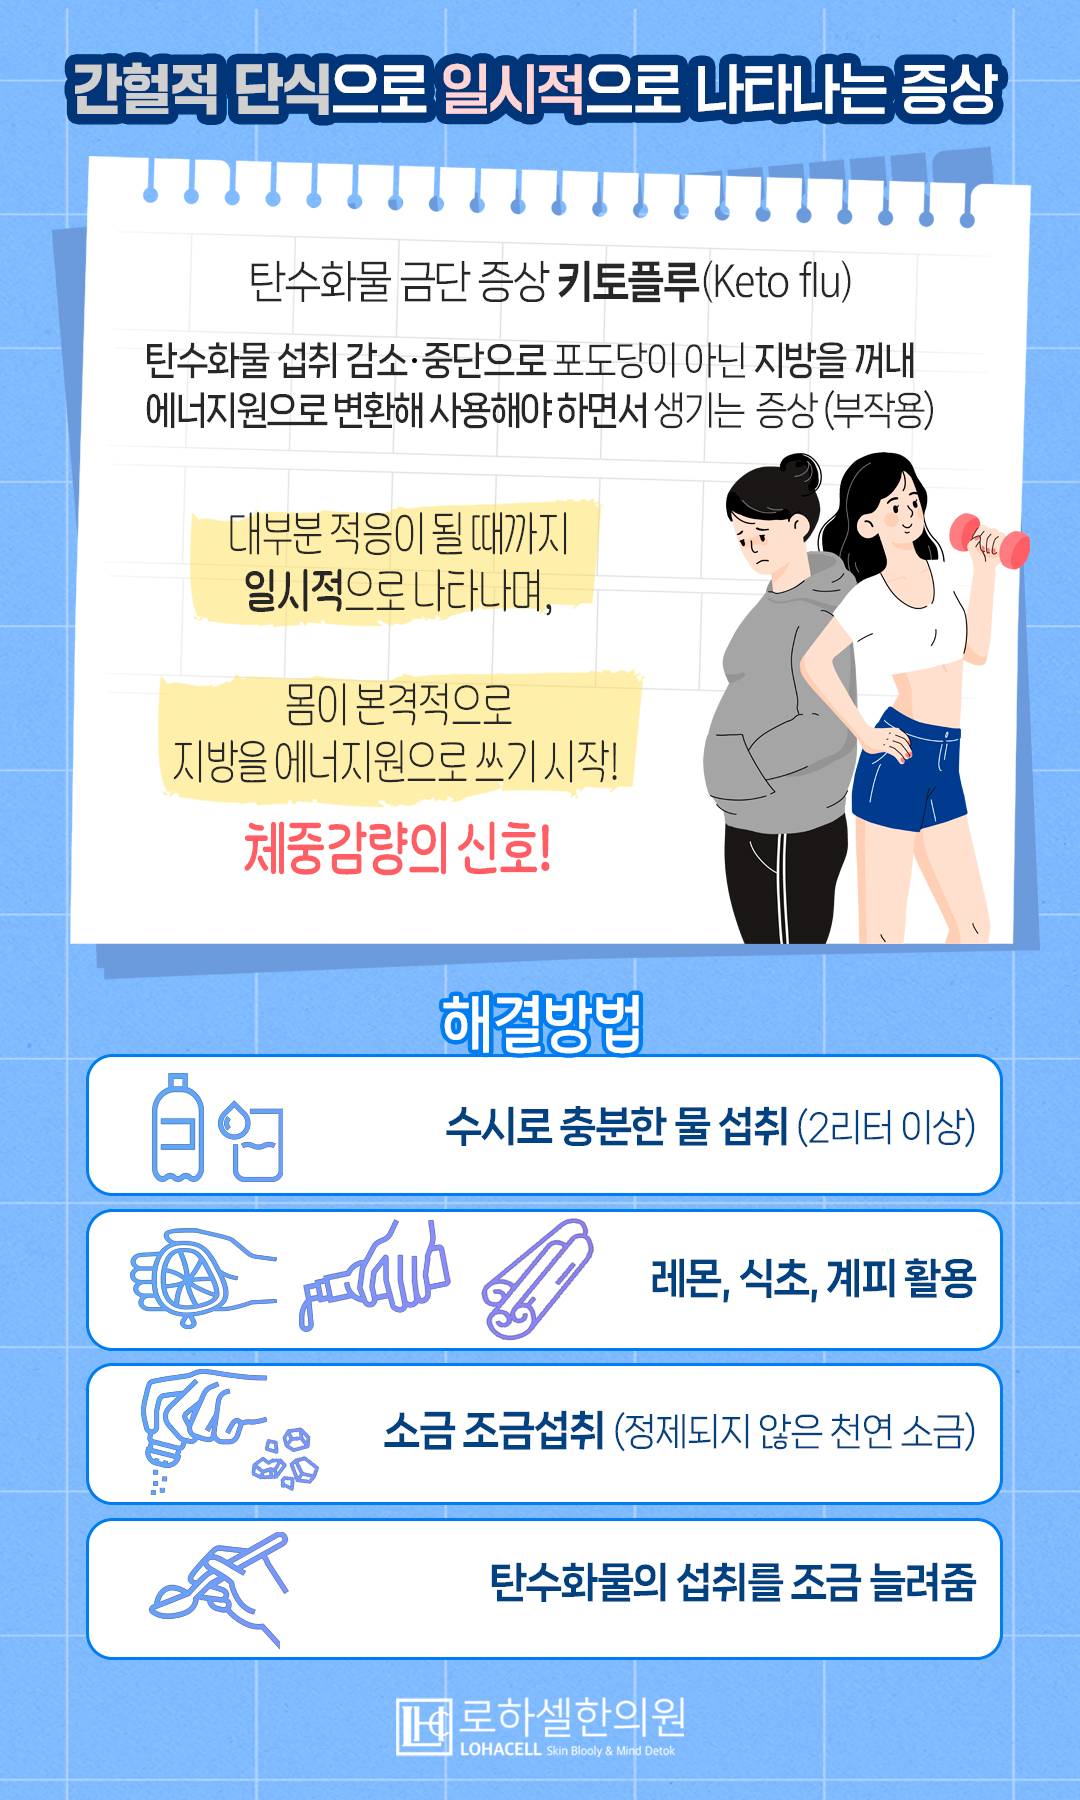 간헐적 단식으로 일시적으로 나타나는 증상
탄수화물 금단 증상 키토플루(Keto flu)
탄수화물 섭취 감소·중단으로 포도당이 아닌 지방을 꺼내
에너지원으로 변환해 사용해야 하면서 생기는 증상 (부작용)
대부분 적응이 될 때까지
일시적으로 나타나며,
몸이 본격적으로
지방을 에너지원으로 쓰기 시작!
체중감량의 신호!
해결방법
수시로 충분한 물 섭취 (2리터 이상)
레몬, 식초, 계피 활용
소금 조금섭취 (정제되지 않은 천연 소금)
탄수화물의 섭취를 조금 늘려줌
LHC 로하셀한의원
LOHACELL Skin Blooly & Mind Detok